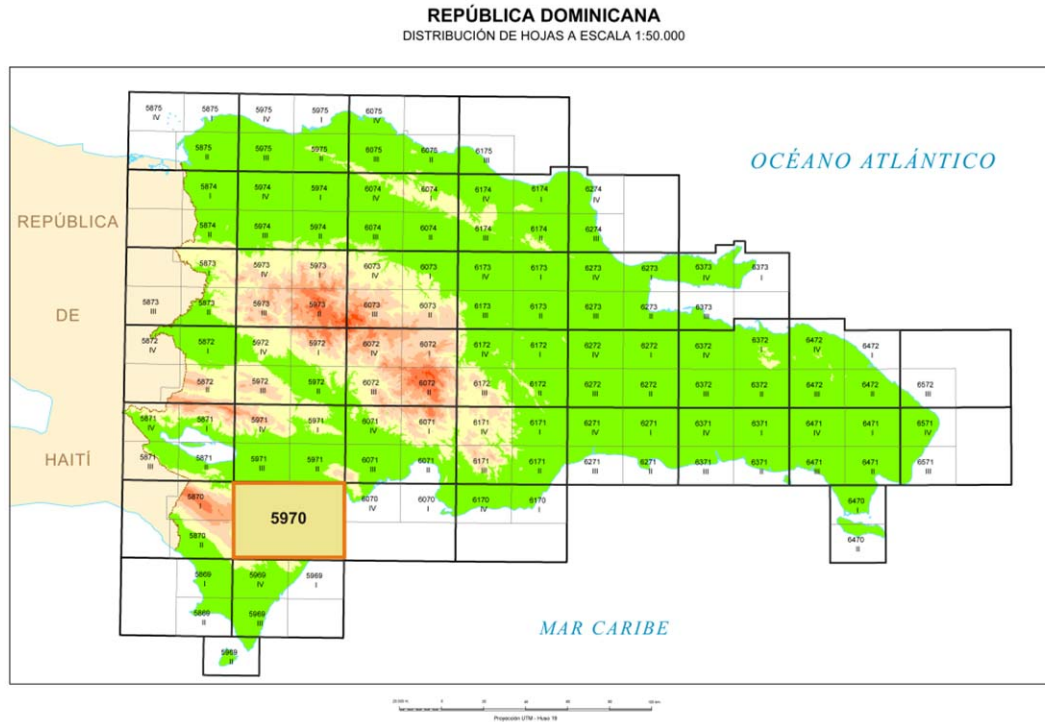 REPÚBLICA DOMINICANA
DISTRIBUCIÓN DE HOJAS A ESCALA 1:50.000
OCÉANO ATLÁNTICO
REPÚBLICA
DE
HAITÍ
MAR CARIBE
5875 IV
5875 I
5975 IV
5975 I
6075 IV
5875 II
5975 III
5975 II
6075 III
6075 II
6175 III
5874 I
5974 IV
5974 I
6074 IV
6074 I
6174 IV
6174 I
6274 IV
5874 II
5974 III
5974 II
6074 III
6074 II
6174 III
6174 II
6274 III
5873 I
5973 IV
5973 I
6073 IV
6073 I
6173 IV
6173 I
6273 IV
6273 I
6373 IV
6373 I
5873 III
5873 II
5973 III
5973 II
6073 III
6073 II
6173 III
6173 II
6273 III
6273 II
6373 III
5872 IV
5872 I
5972 IV
5972 I
6072 IV
6072 I
6172 IV
6172 I
6272 IV
6272 I
6372 IV
6372 I
6472 IV
6472 I
5872 II
5972 III
5972 II
6072 III
6072 II
6172 III
6172 II
6272 III
6272 II
6372 III
6372 II
6472 III
6472 II
6572 III
5871 IV
5871 I
5971 IV
5971 I
6071 IV
6071 I
6171 IV
6171 I
6271 IV
6271 I
6371 IV
6371 I
6471 IV
6471 I
6571 IV
5871 III
5871 II
5971 III
5971 II
6071 III
6071 II
6171 III
6171 II
6271 III
6271 II
6371 III
6371 II
6471 III
6471 II
6571 III
5870 I
5970
6070 IV
6070 I
6170 IV
6170 I
6470 I
5870 II
6470 II
5869 I
5969 IV
5969 I
5869 II
5969 III
5969 II
Proyección UTM - Huso 19